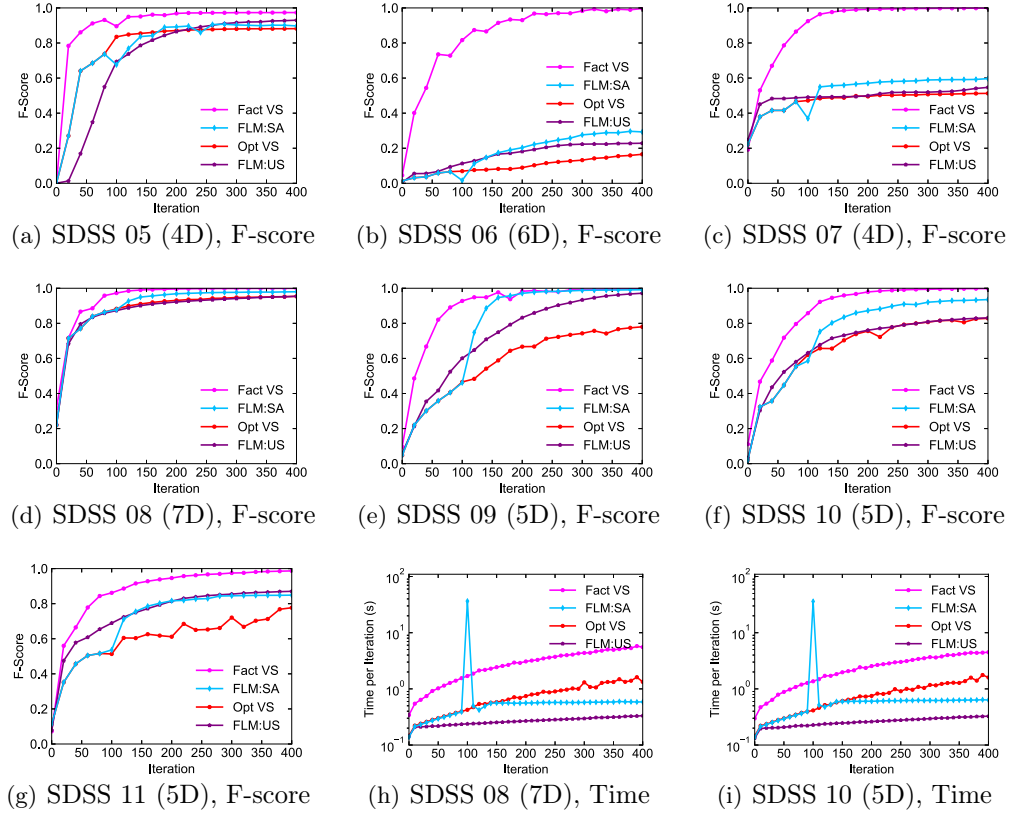 F-Score
1.0
0.8
0.6
0.4
0.2
0.0
Fact VS
FLM:SA
Opt VS
FLM:US
0 50 100 150 200 250 300 350 400
Iteration
(a) SDSS 05 (4D), F-score
F-Score
1.0
0.8
0.6
0.4
0.2
0.0
Fact VS
FLM:SA
Opt VS
FLM:US
0 50 100 150 200 250 300 350 400
Iteration
(b) SDSS 06 (6D), F-score
F-Score
1.0
0.8
0.6
0.4
0.2
0.0
Fact VS
FLM:SA
Opt VS
FLM:US
0 50 100 150 200 250 300 350 400
Iteration
(c) SDSS 07 (4D), F-score
F-Score
1.0
0.8
0.6
0.4
0.2
0.0
Fact VS
FLM:SA
Opt VS
FLM:US
0 50 100 150 200 250 300 350 400
Iteration
(d) SDSS 08 (7D), F-score
F-Score
1.0
0.8
0.6
0.4
0.2
0.0
Fact VS
FLM:SA
Opt VS
FLM:US
0 50 100 150 200 250 300 350 400
Iteration
(e) SDSS 09 (5D), F-score
F-Score
1.0
0.8
0.6
0.4
0.2
0.0
Fact VS
FLM:SA
Opt VS
FLM:US
0 50 100 150 200 250 300 350 400
Iteration
(f) SDSS 10 (5D), F-score
F-Score
1.0
0.8
0.6
0.4
0.2
0.0
Fact VS
FLM:SA
Opt VS
FLM:US
0 50 100 150 200 250 300 350 400
Iteration
(g) SDSS 11 (5D), F-score
Time per Iteration (s)
10²
10¹
10⁰
10⁻¹
Fact VS
FLM:SA
Opt VS
FLM:US
0 50 100 150 200 250 300 350 400
Iteration
(h) SDSS 08 (7D), Time
Time per Iteration (s)
10²
10¹
10⁰
10⁻¹
Fact VS
FLM:SA
Opt VS
FLM:US
0 50 100 150 200 250 300 350 400
Iteration
(i) SDSS 10 (5D), Time